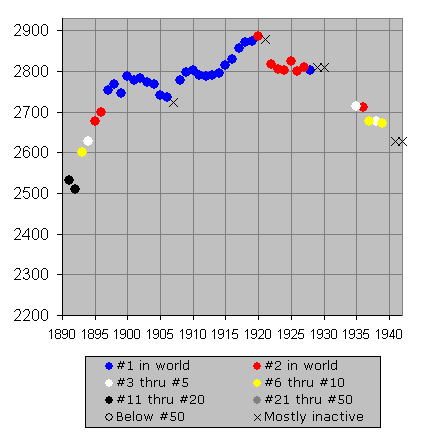 2900
2800
2700
2600
2500
2400
2300
2200
1890 1895 1900 1905 1910 1915 1920 1925 1930 1935 1940
#1 in world #2 in world
#3 thru #5 #6 thru #10
#11 thru #20 #21 thru #50
Below #50 Mostly inactive